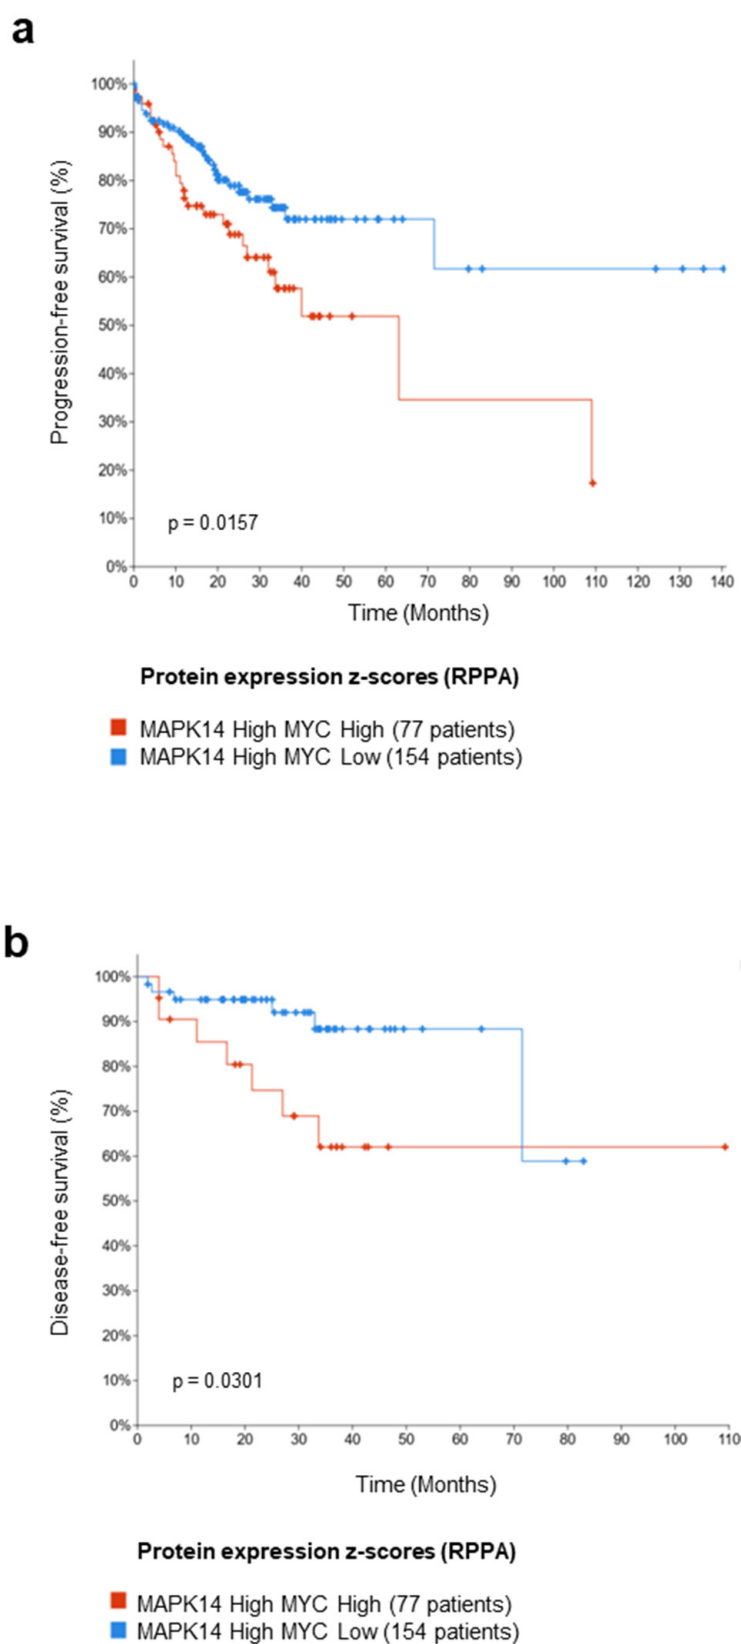 a
Progression-free survival (%)
100%
90%
80%
70%
60%
50%
40%
30%
20%
10%
0%
p = 0.0157
0 10 20 30 40 50 60 70 80 90 100 110 120 130 140
Time (Months)
Protein expression z-scores (RPPA)
MAPK14 High MYC High (77 patients)
MAPK14 High MYC Low (154 patients)
b
Disease-free survival (%)
100%
90%
80%
70%
60%
50%
40%
30%
20%
10%
0%
p = 0.0301
0 10 20 30 40 50 60 70 80 90 100 110
Time (Months)
Protein expression z-scores (RPPA)
MAPK14 High MYC High (77 patients)
MAPK14 High MYC Low (154 patients)